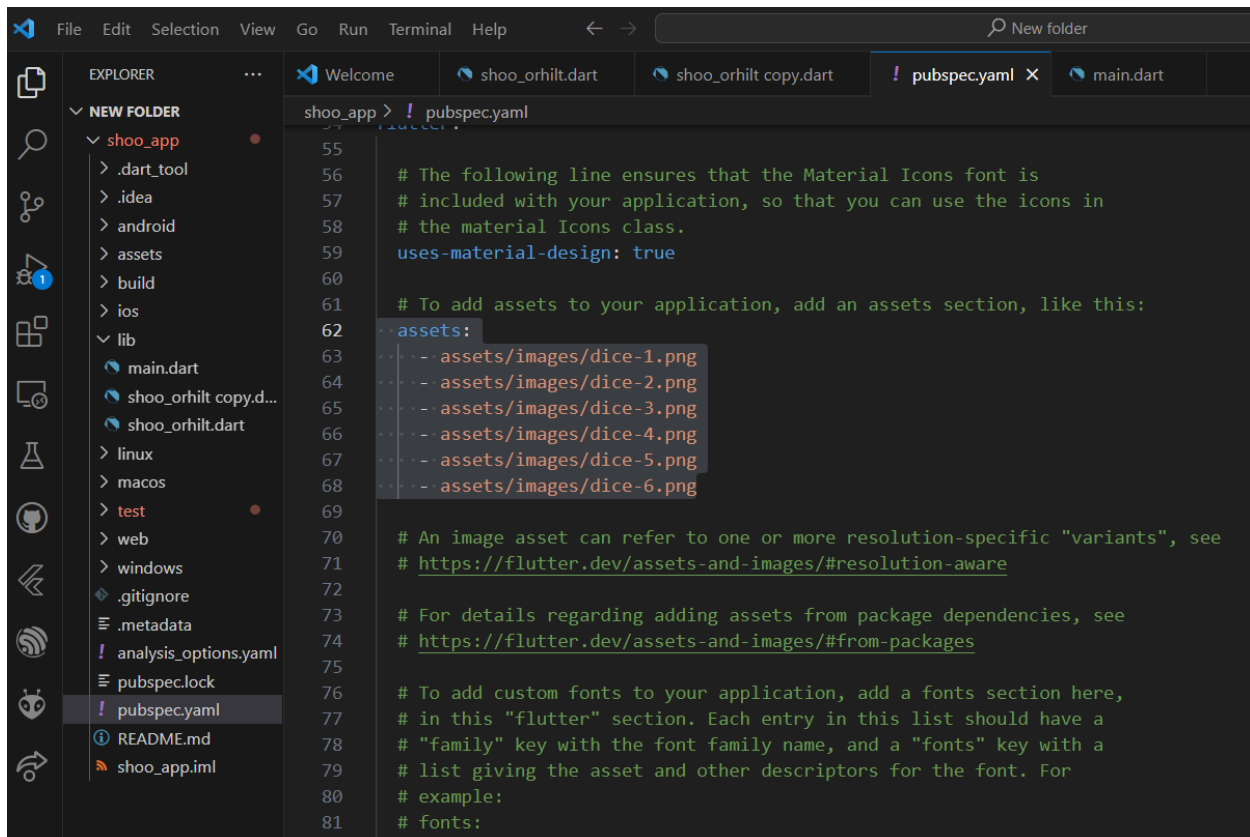 File Edit Selection View Go Run Terminal Help
New folder
EXPLORER ...
Welcome
shoo_orhilt.dart
shoo_orhilt copy.dart
! pubspec.yaml
main.dart
NEW FOLDER
shoo_app
.dart_tool
.idea
android
assets
build
ios
lib
main.dart
shoo_orhilt copy.d...
shoo_orhilt.dart
linux
macos
test
web
windows
.gitignore
.metadata
! analysis_options.yaml
pubspec.lock
! pubspec.yaml
README.md
shoo_app.iml
1
shoo_app > ! pubspec.yaml
54 flutter:
55
56 # The following line ensures that the Material Icons font is
57 # included with your application, so that you can use the icons in
58 # the material Icons class.
59 uses-material-design: true
60
61 # To add assets to your application, add an assets section, like this:
62 assets:
63 - assets/images/dice-1.png
64 - assets/images/dice-2.png
65 - assets/images/dice-3.png
66 - assets/images/dice-4.png
67 - assets/images/dice-5.png
68 - assets/images/dice-6.png
69
70 # An image asset can refer to one or more resolution-specific "variants", see
71 # https://flutter.dev/assets-and-images/#resolution-aware
72
73 # For details regarding adding assets from package dependencies, see
74 # https://flutter.dev/assets-and-images/#from-packages
75
76 # To add custom fonts to your application, add a fonts section here,
77 # in this "flutter" section. Each entry in this list should have a
78 # "family" key with the font family name, and a "fonts" key with a
79 # list giving the asset and other descriptors for the font. For
80 # example:
81 # fonts: